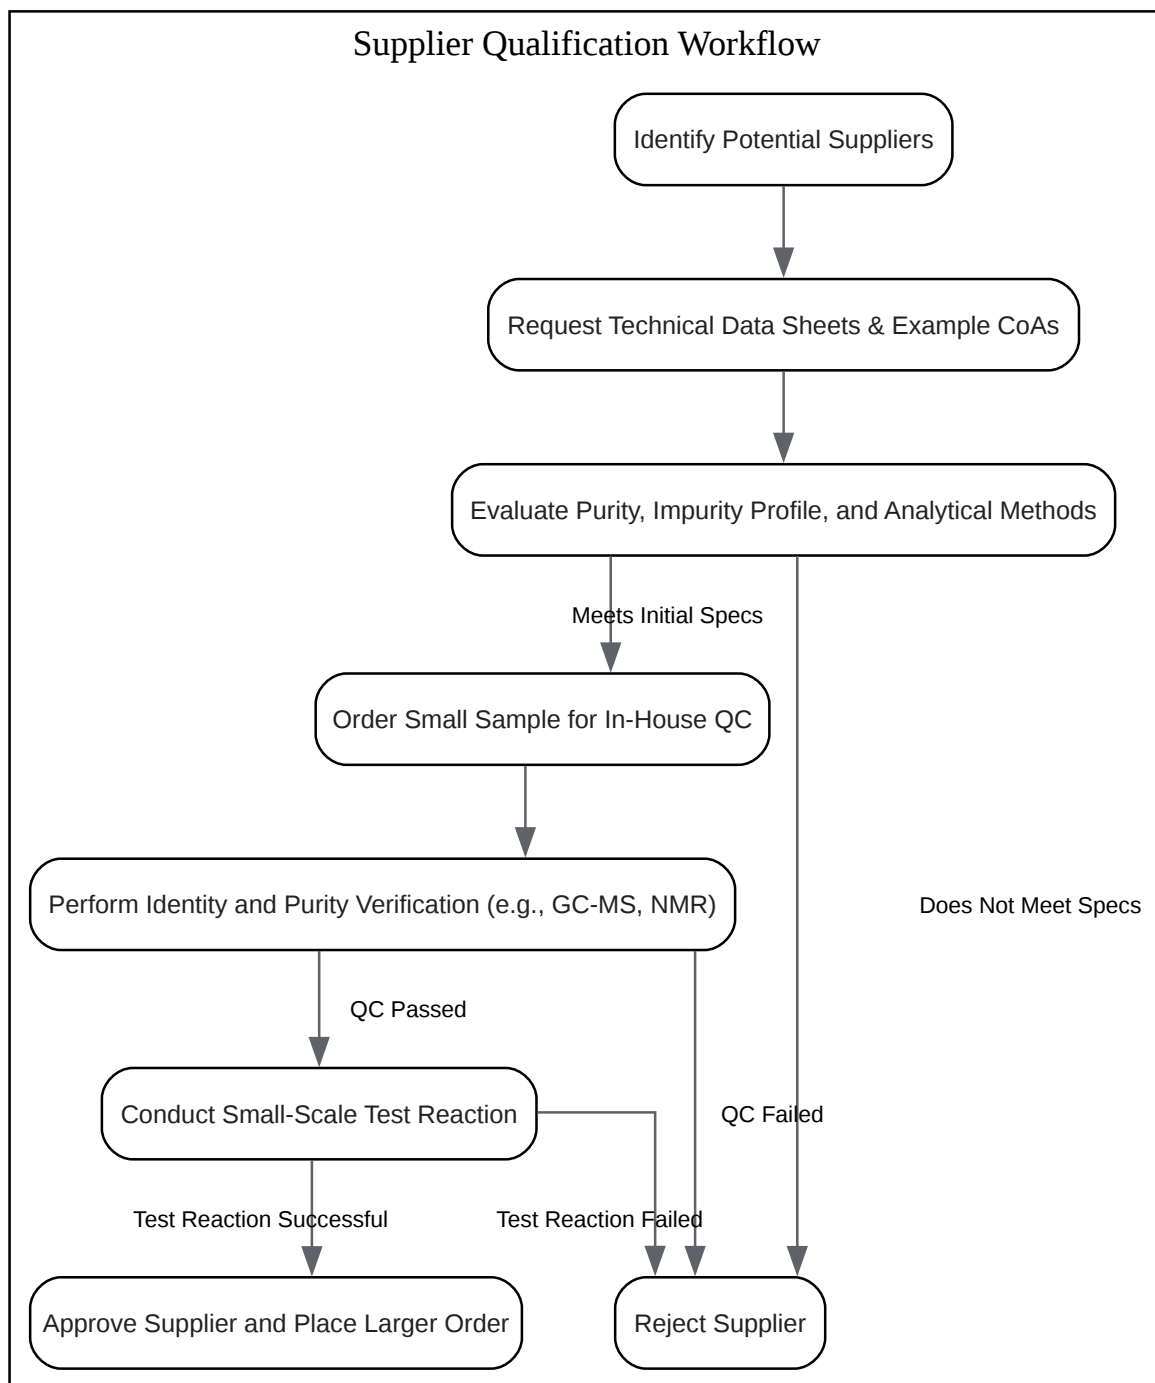 Supplier Qualification Workflow
Identify Potential Suppliers
Request Technical Data Sheets & Example CoAs
Evaluate Purity, Impurity Profile, and Analytical Methods
Meets Initial Specs
Order Small Sample for In-House QC
Perform Identity and Purity Verification (e.g., GC-MS, NMR)
Does Not Meet Specs
QC Passed
Conduct Small-Scale Test Reaction
QC Failed
Test Reaction Successful
Test Reaction Failed
Approve Supplier and Place Larger Order
Reject Supplier